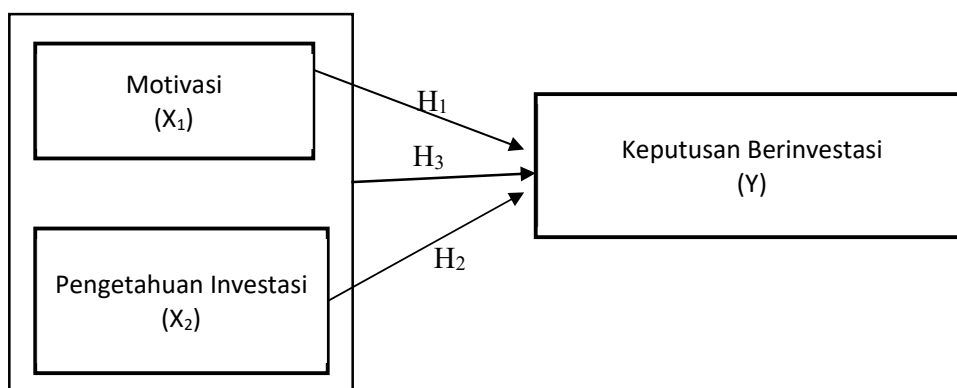 Motivasi
(X₁)
H₁
Keputusan Berinvestasi
(Y)
H₃
H₂
Pengetahuan Investasi
(X₂)